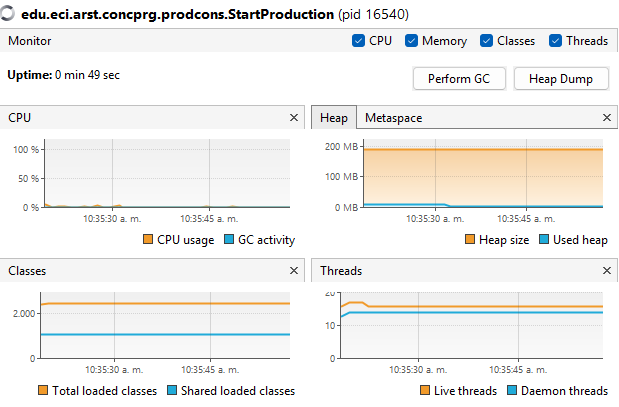 edu.eci.arst.concprg.prodcons.StartProduction (pid 16540)
Monitor
CPU Memory Classes Threads
Uptime: 0 min 49 sec
Perform GC Heap Dump
CPU
100 %
50 %
0 %
10:35:30 a. m. 10:35:45 a. m.
CPU usage GC activity
Heap Metaspace
200 MB
100 MB
0 MB
10:35:30 a. m. 10:35:45 a. m.
Heap size Used heap
Classes
2.000
0
10:35:30 a. m. 10:35:45 a. m.
Total loaded classes Shared loaded classes
Threads
20
10
0
10:35:30 a. m. 10:35:45 a. m.
Live threads Daemon threads